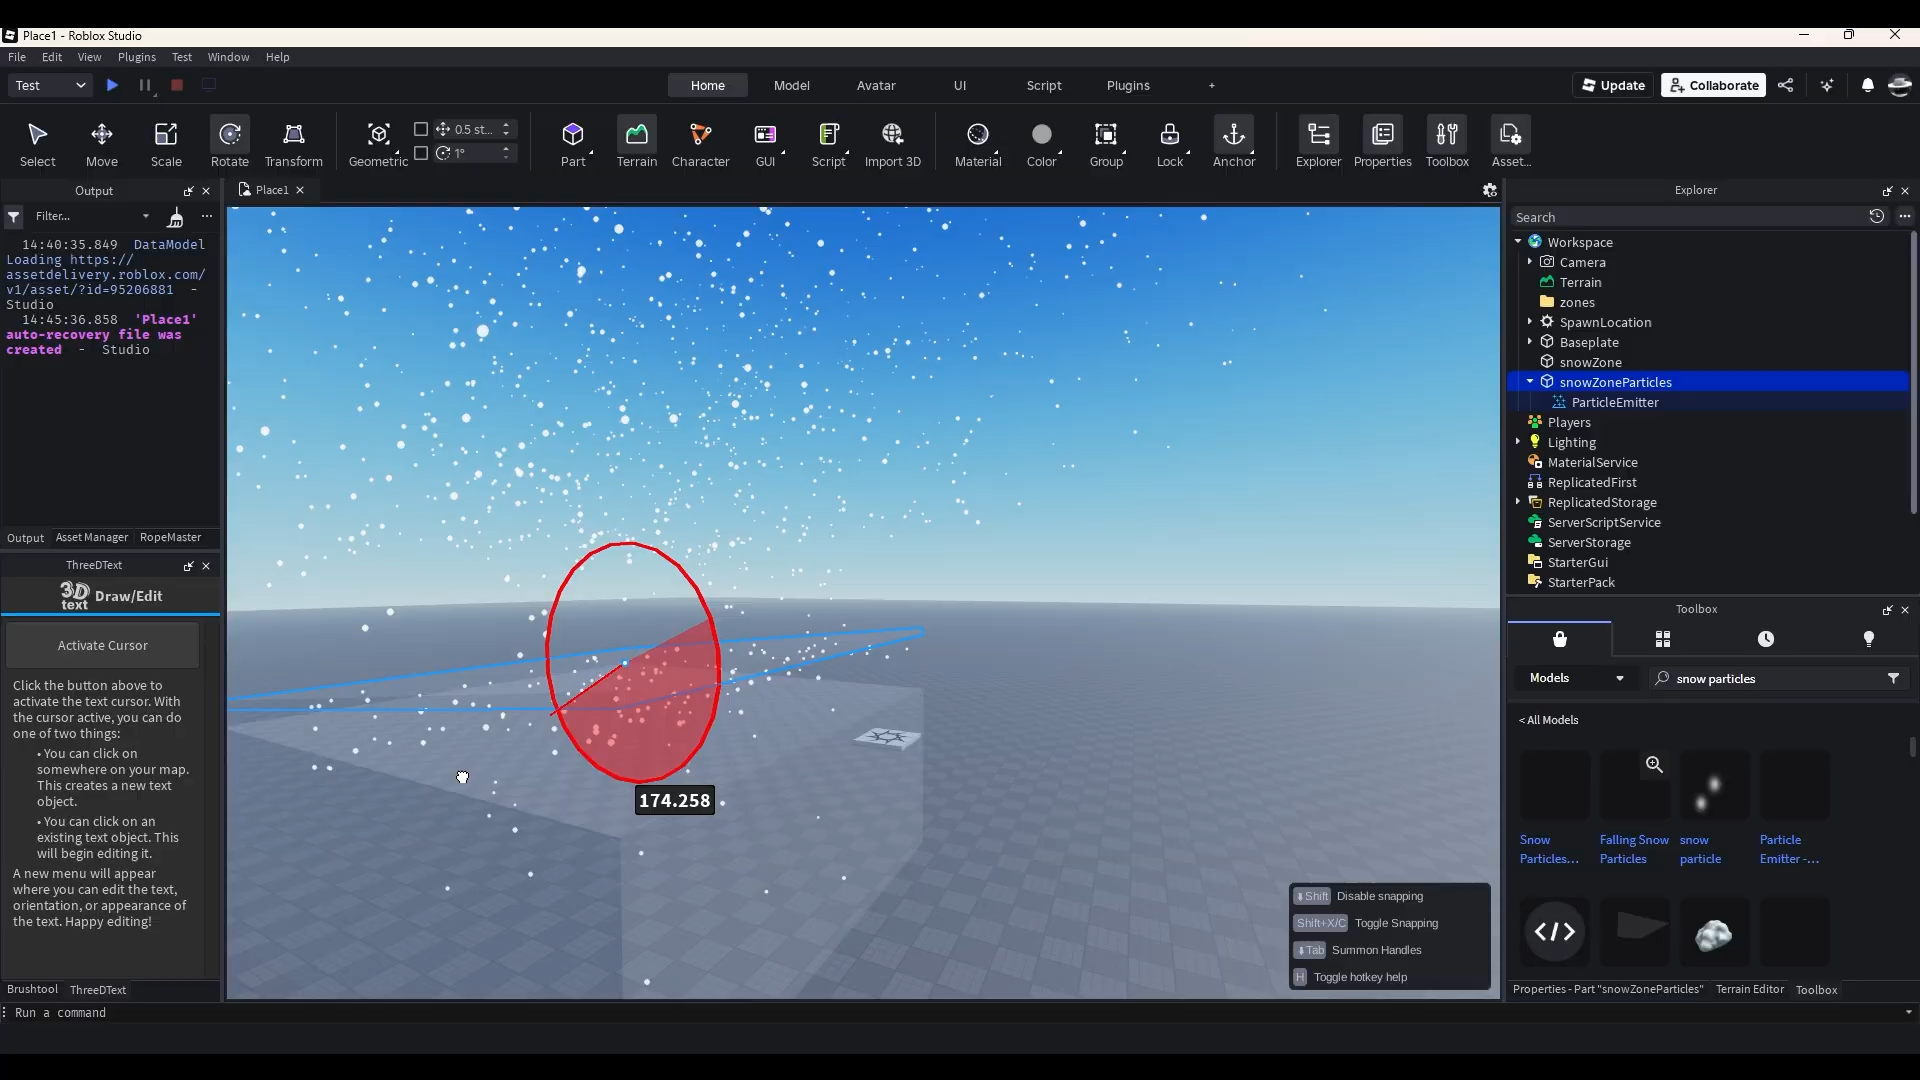 Place1 - Roblox Studio
File Edit View Plugins Test Window Help
Test
Home Model Avatar UI Script Plugins +
Update Collaborate
Select Move Scale Rotate Transform Geometric 0.5 st... 1° Part Terrain Character GUI Script Import 3D Material Color Group Lock Anchor Explorer Properties Toolbox Asset...
Output
Place1
Filter...
14:40:35.849 DataModel
Loading https://
assetdelivery.roblox.com/
v1/asset/?id=95206881 -
Studio
14:45:36.858 'Place1'
auto-recovery file was
created - Studio
Output Asset Manager RopeMaster
ThreeDText
3D text Draw/Edit
Activate Cursor
Click the button above to
activate the text cursor. With
the cursor active, you can do
one of two things:
• You can click on
somewhere on your map.
This creates a new text
object.
• You can click on an
existing text object. This
will begin editing it.
A new menu will appear
where you can edit the text,
orientation, or appearance of
the text. Happy editing!
Brushtool ThreeDText
Run a command
174.258
Shift Disable snapping
Shift+X/C Toggle Snapping
Tab Summon Handles
H Toggle hotkey help
Explorer
Search
Workspace
Camera
Terrain
zones
SpawnLocation
Baseplate
snowZone
snowZoneParticles
ParticleEmitter
Players
Lighting
MaterialService
ReplicatedFirst
ReplicatedStorage
ServerScriptService
ServerStorage
StarterGui
StarterPack
Toolbox
Models
snow particles
< All Models
Snow Particles...
Falling Snow Particles
snow particle
Particle Emitter -...
Properties - Part "snowZoneParticles" Terrain Editor Toolbox